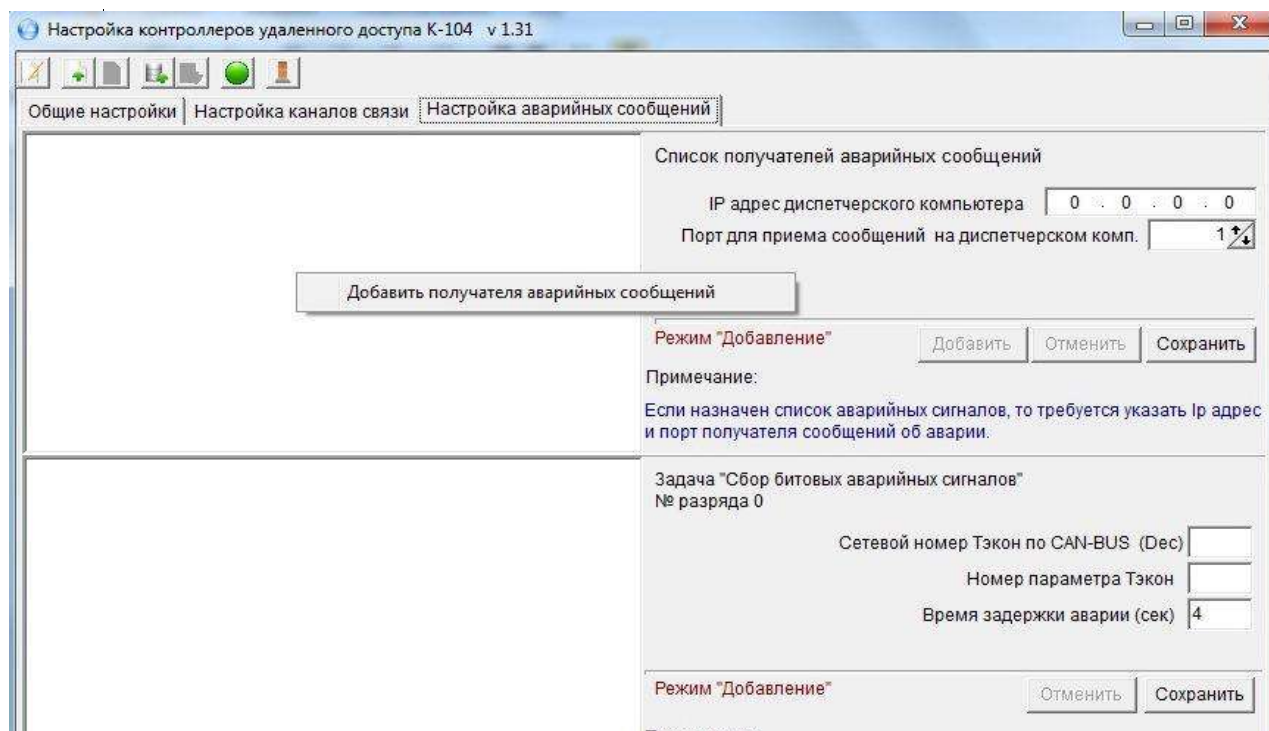 Настройка контроллеров удаленного доступа К-104 v 1.31
Общие настройки Настройка каналов связи Настройка аварийных сообщений
Список получателей аварийных сообщений
IP адрес диспетчерского компьютера 0 . 0 . 0 . 0
Порт для приема сообщений на диспетчерском комп. 1
Добавить получателя аварийных сообщений
Режим "Добавление" Добавить Отменить Сохранить
Примечание:
Если назначен список аварийных сигналов, то требуется указать Ip адрес
и порт получателя сообщений об аварии.
Задача "Сбор битовых аварийных сигналов"
№ разряда 0
Сетевой номер Тэкон по CAN-BUS (Dec)
Номер параметра Тэкон
Время задержки аварии (сек) 4
Режим "Добавление" Отменить Сохранить